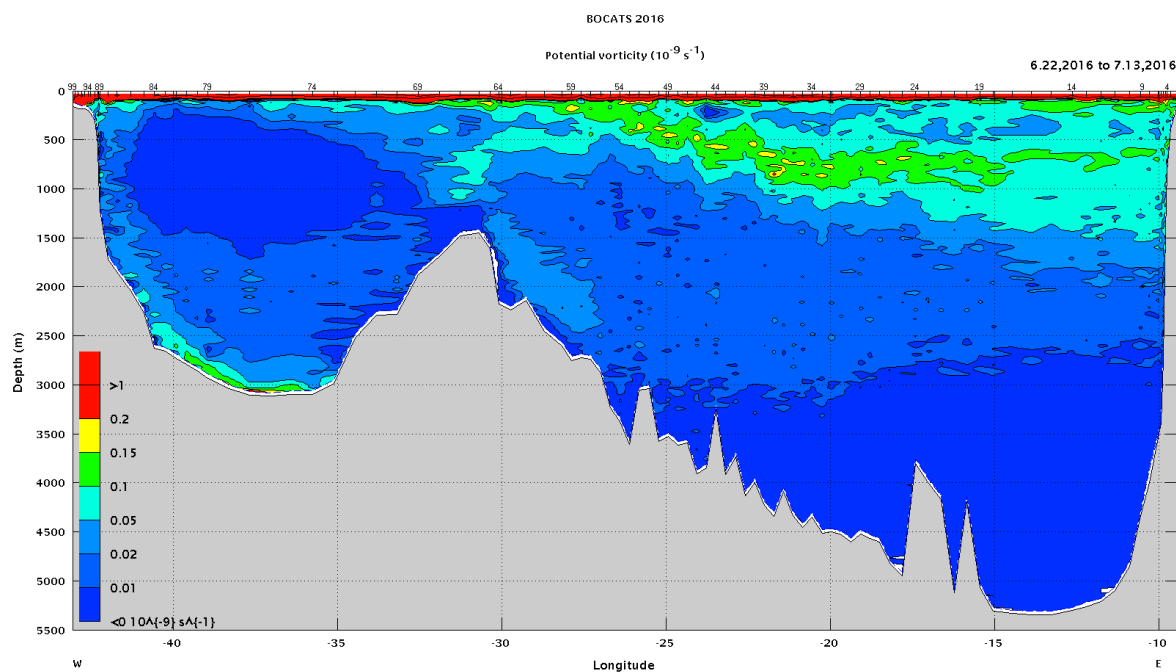 BOCATS 2016
Potential vorticity (10-9 s-1)
6.22,2016 to 7.13,2016
99 94 89 84 79 74 69 64 59 54 49 44 39 34 29 24 19 14 9 4
0
500
1000
1500
2000
2500
3000
3500
4000
4500
5000
5500
Depth (m)
>1
0.2
0.15
0.1
0.05
0.02
0.01
<0 10^{-9} s^{-1}
-40 -35 -30 -25 -20 -15 -10
W Longitude E